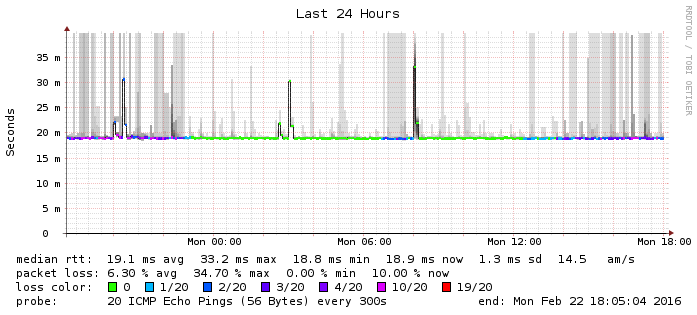 Last 24 Hours
RRDTOOL / TOBI OETIKER
Seconds
35 m
30 m
25 m
20 m
15 m
10 m
5 m
0
Mon 00:00 Mon 06:00 Mon 12:00 Mon 18:00
median rtt: 19.1 ms avg 33.2 ms max 18.8 ms min 18.9 ms now 1.3 ms sd 14.5 am/s
packet loss: 6.30 % avg 34.70 % max 0.00 % min 10.00 % now
loss color: 0 1/20 2/20 3/20 4/20 10/20 19/20
probe: 20 ICMP Echo Pings (56 Bytes) every 300s end: Mon Feb 22 18:05:04 2016